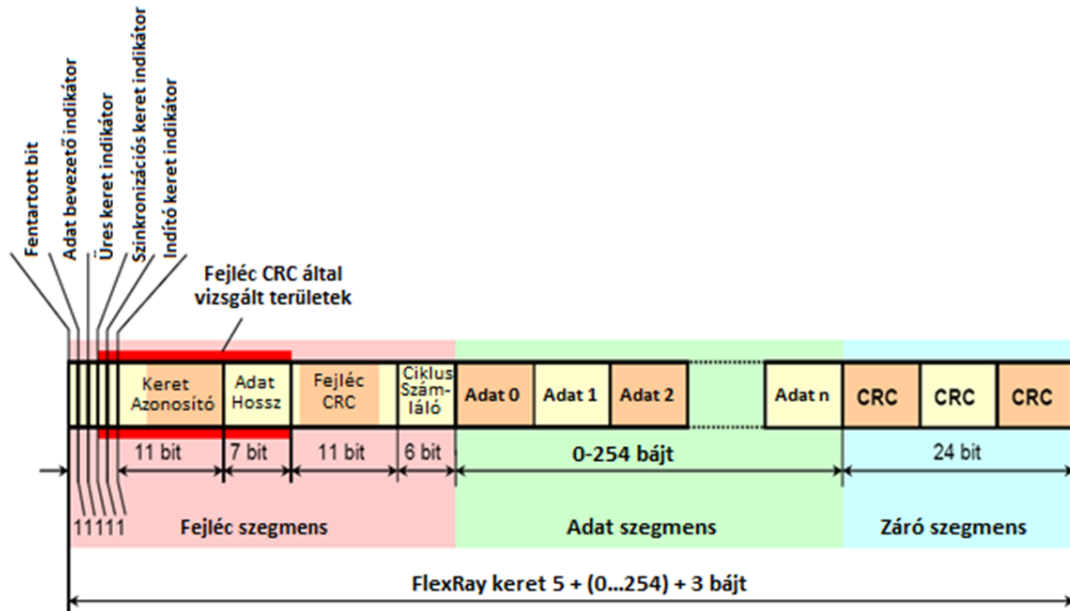 Fentartott bit
Adat bevezető indikátor
Üres keret indikátor
Szinkronizációs keret indikátor
Indító keret indikátor
Fejléc CRC által
vizsgált területek
Keret
Azonosító
Adat
Hossz
Fejléc
CRC
Ciklus
Szám-
láló
Adat 0
Adat 1
Adat 2
Adat n
CRC
CRC
CRC
11 bit
7 bit
11 bit
6 bit
0-254 bájt
24 bit
11111
Fejléc szegmens
Adat szegmens
Záró szegmens
FlexRay keret 5 + (0...254) + 3 bájt